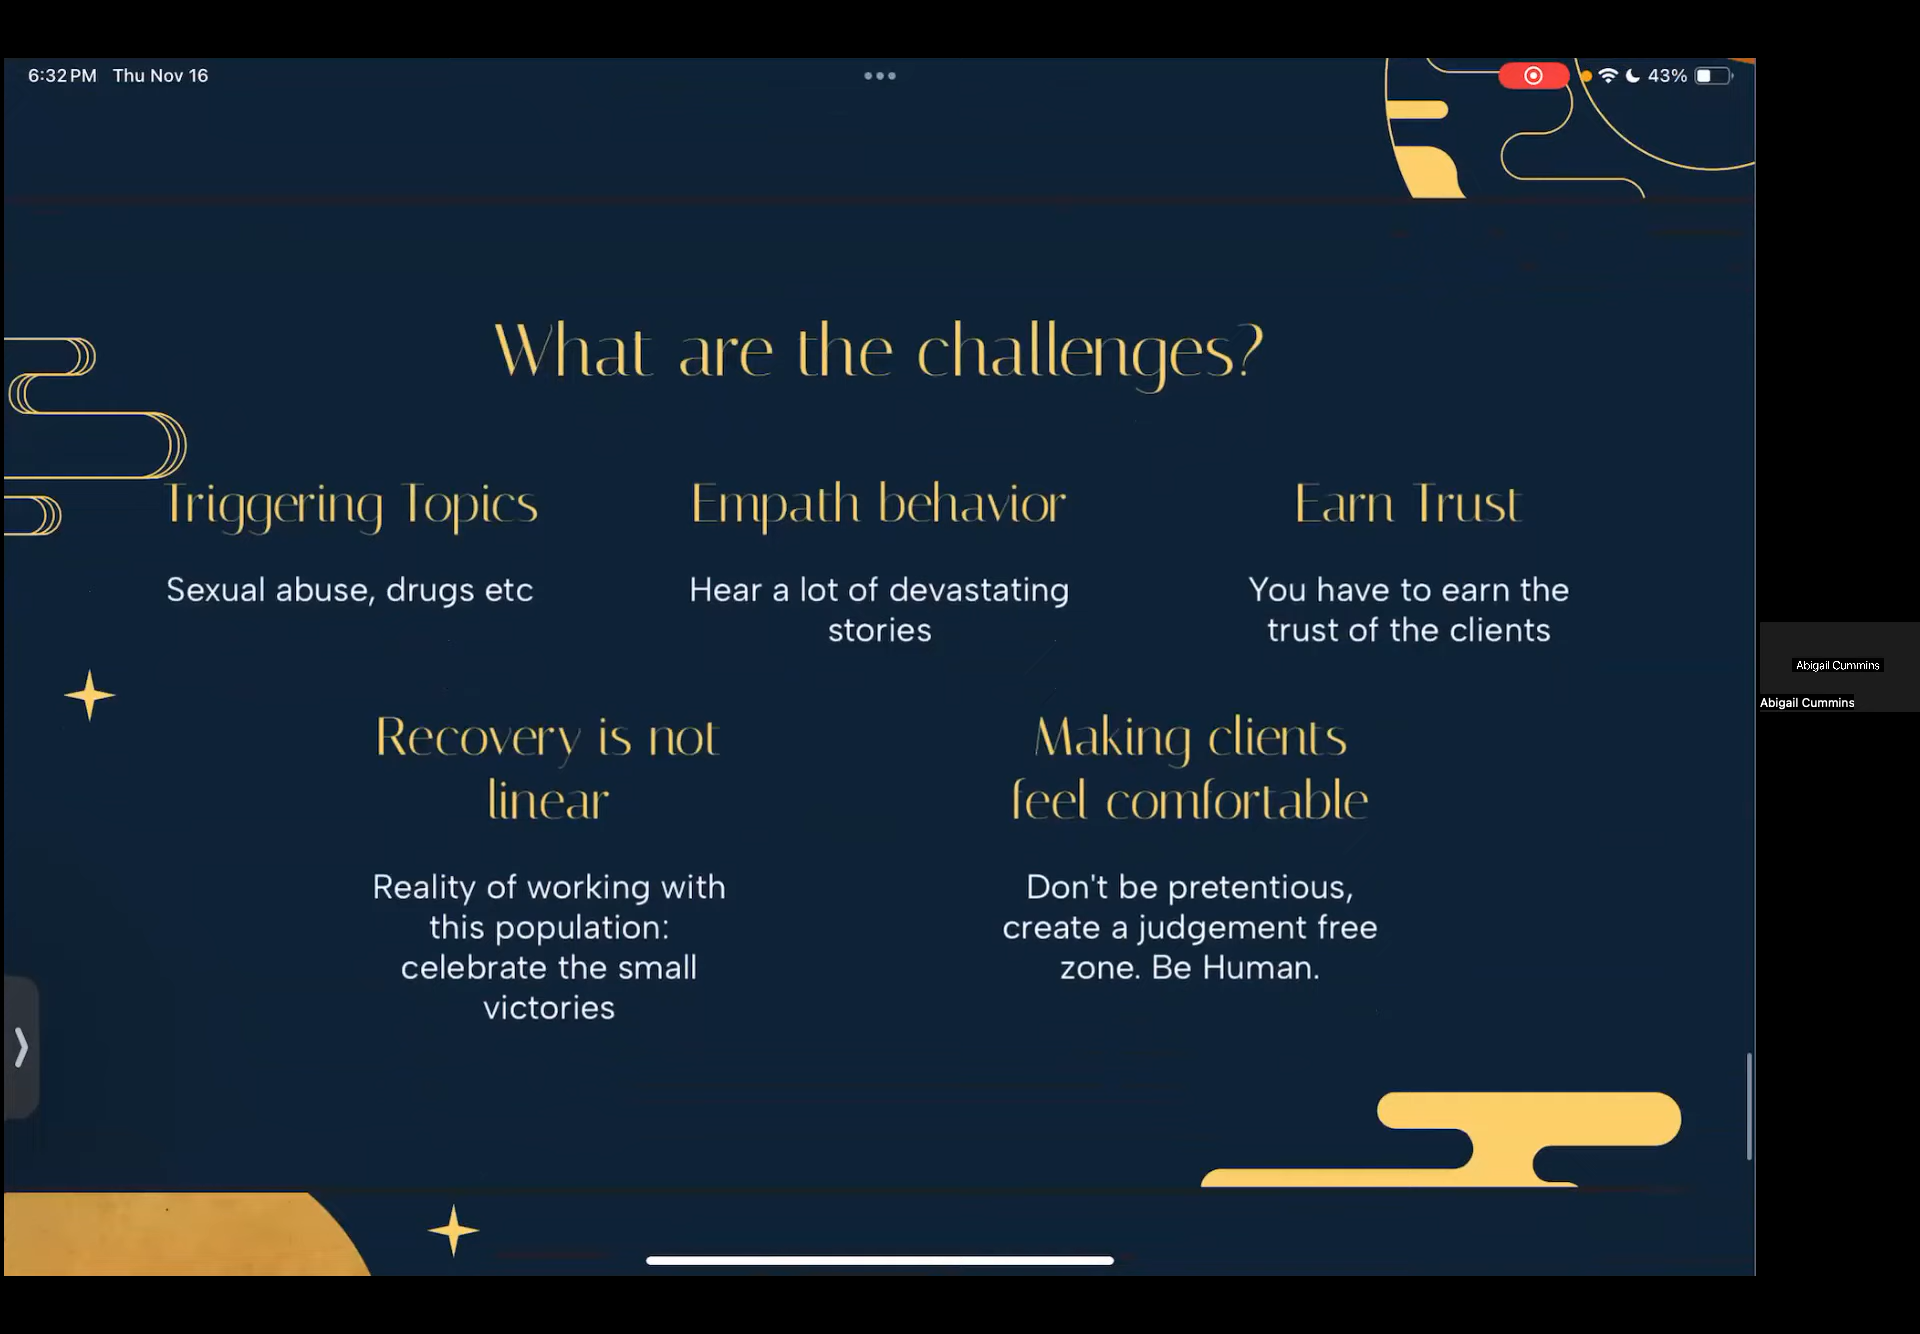 6:32 PM Thu Nov 16
43%
What are the challenges?
Triggering Topics
Sexual abuse, drugs etc
Empath behavior
Hear a lot of devastating
stories
Earn Trust
You have to earn the
trust of the clients
Recovery is not
linear
Reality of working with
this population:
celebrate the small
victories
Making clients
feel comfortable
Don't be pretentious,
create a judgement free
zone. Be Human.
Abigail Cummins
Abigail Cummins